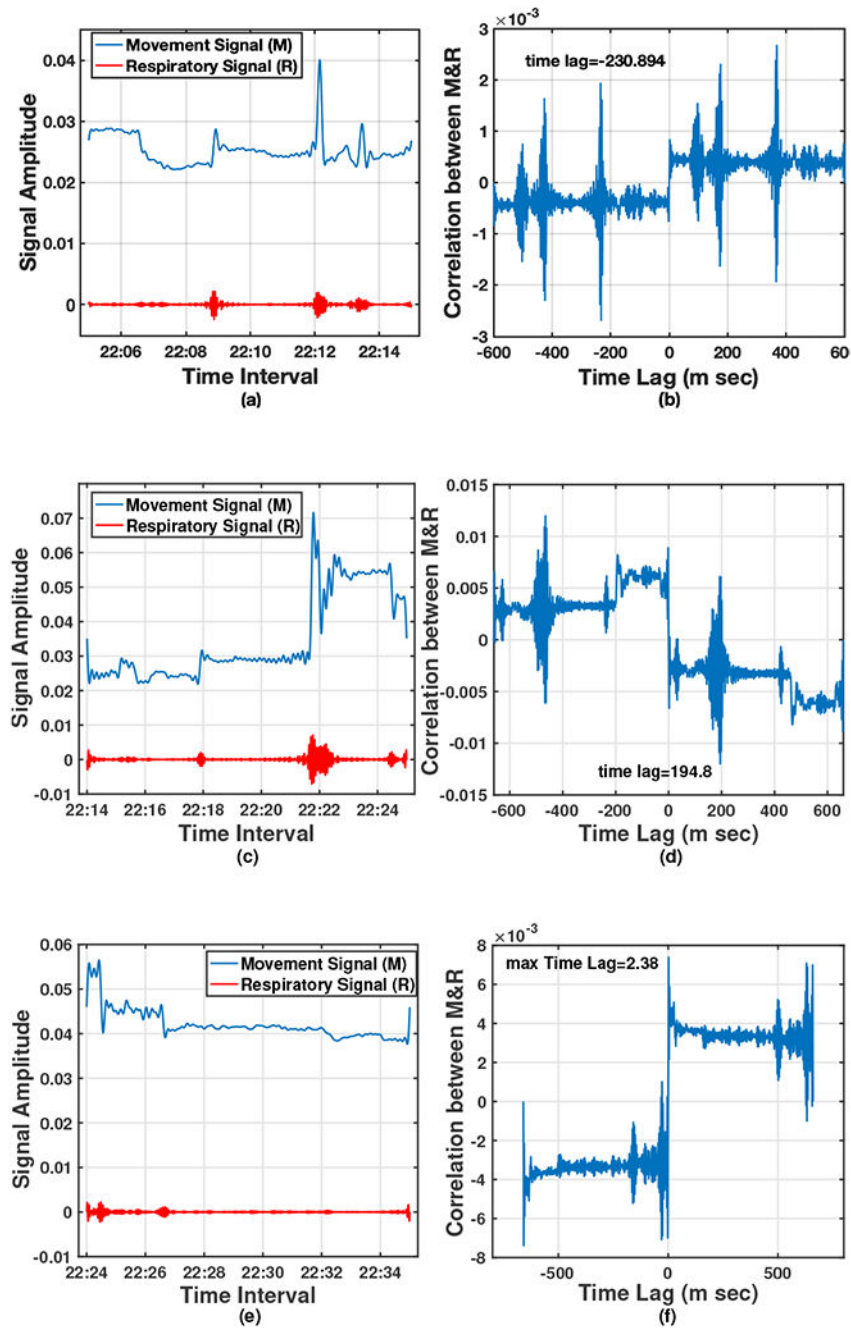 Movement Signal (M)
Respiratory Signal (R)
Signal Amplitude
0.04
0.03
0.02
0.01
0
22:06 22:08 22:10 22:12 22:14
Time Interval
(a)
×10⁻³
time lag=-230.894
Correlation between M&R
3
2
1
0
-1
-2
-3
-600 -400 -200 0 200 400 600
Time Lag (m sec)
(b)
Movement Signal (M)
Respiratory Signal (R)
Signal Amplitude
0.07
0.06
0.05
0.04
0.03
0.02
0.01
0
-0.01
22:14 22:16 22:18 22:20 22:22 22:24
Time Interval
(c)
Correlation between M&R
0.015
0.01
0.005
0
-0.005
-0.01
-0.015
time lag=194.8
-600 -400 -200 0 200 400 600
Time Lag (m sec)
(d)
Movement Signal (M)
Respiratory Signal (R)
Signal Amplitude
0.06
0.05
0.04
0.03
0.02
0.01
0
-0.01
22:24 22:26 22:28 22:30 22:32 22:34
Time Interval
(e)
×10⁻³
max Time Lag=2.38
Correlation between M&R
8
6
4
2
0
-2
-4
-6
-8
-500 0 500
Time Lag (m sec)
(f)